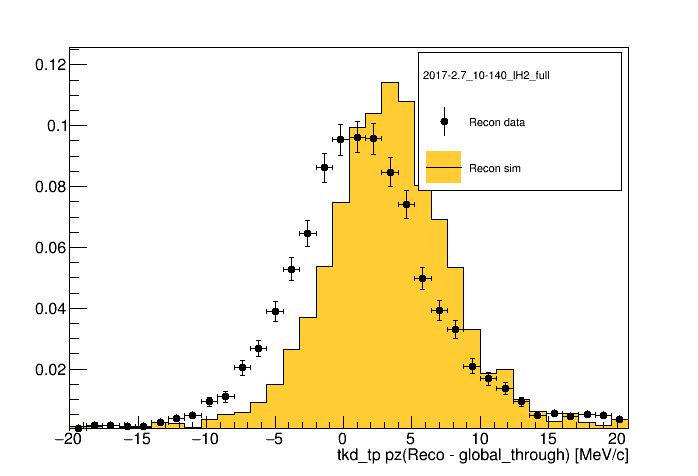 0.12
0.1
0.08
0.06
0.04
0.02
−20 −15 −10 −5 0 5 10 15 20
tkd_tp pz(Reco - global_through) [MeV/c]
2017-2.7_10-140_lH2_full
Recon data
Recon sim